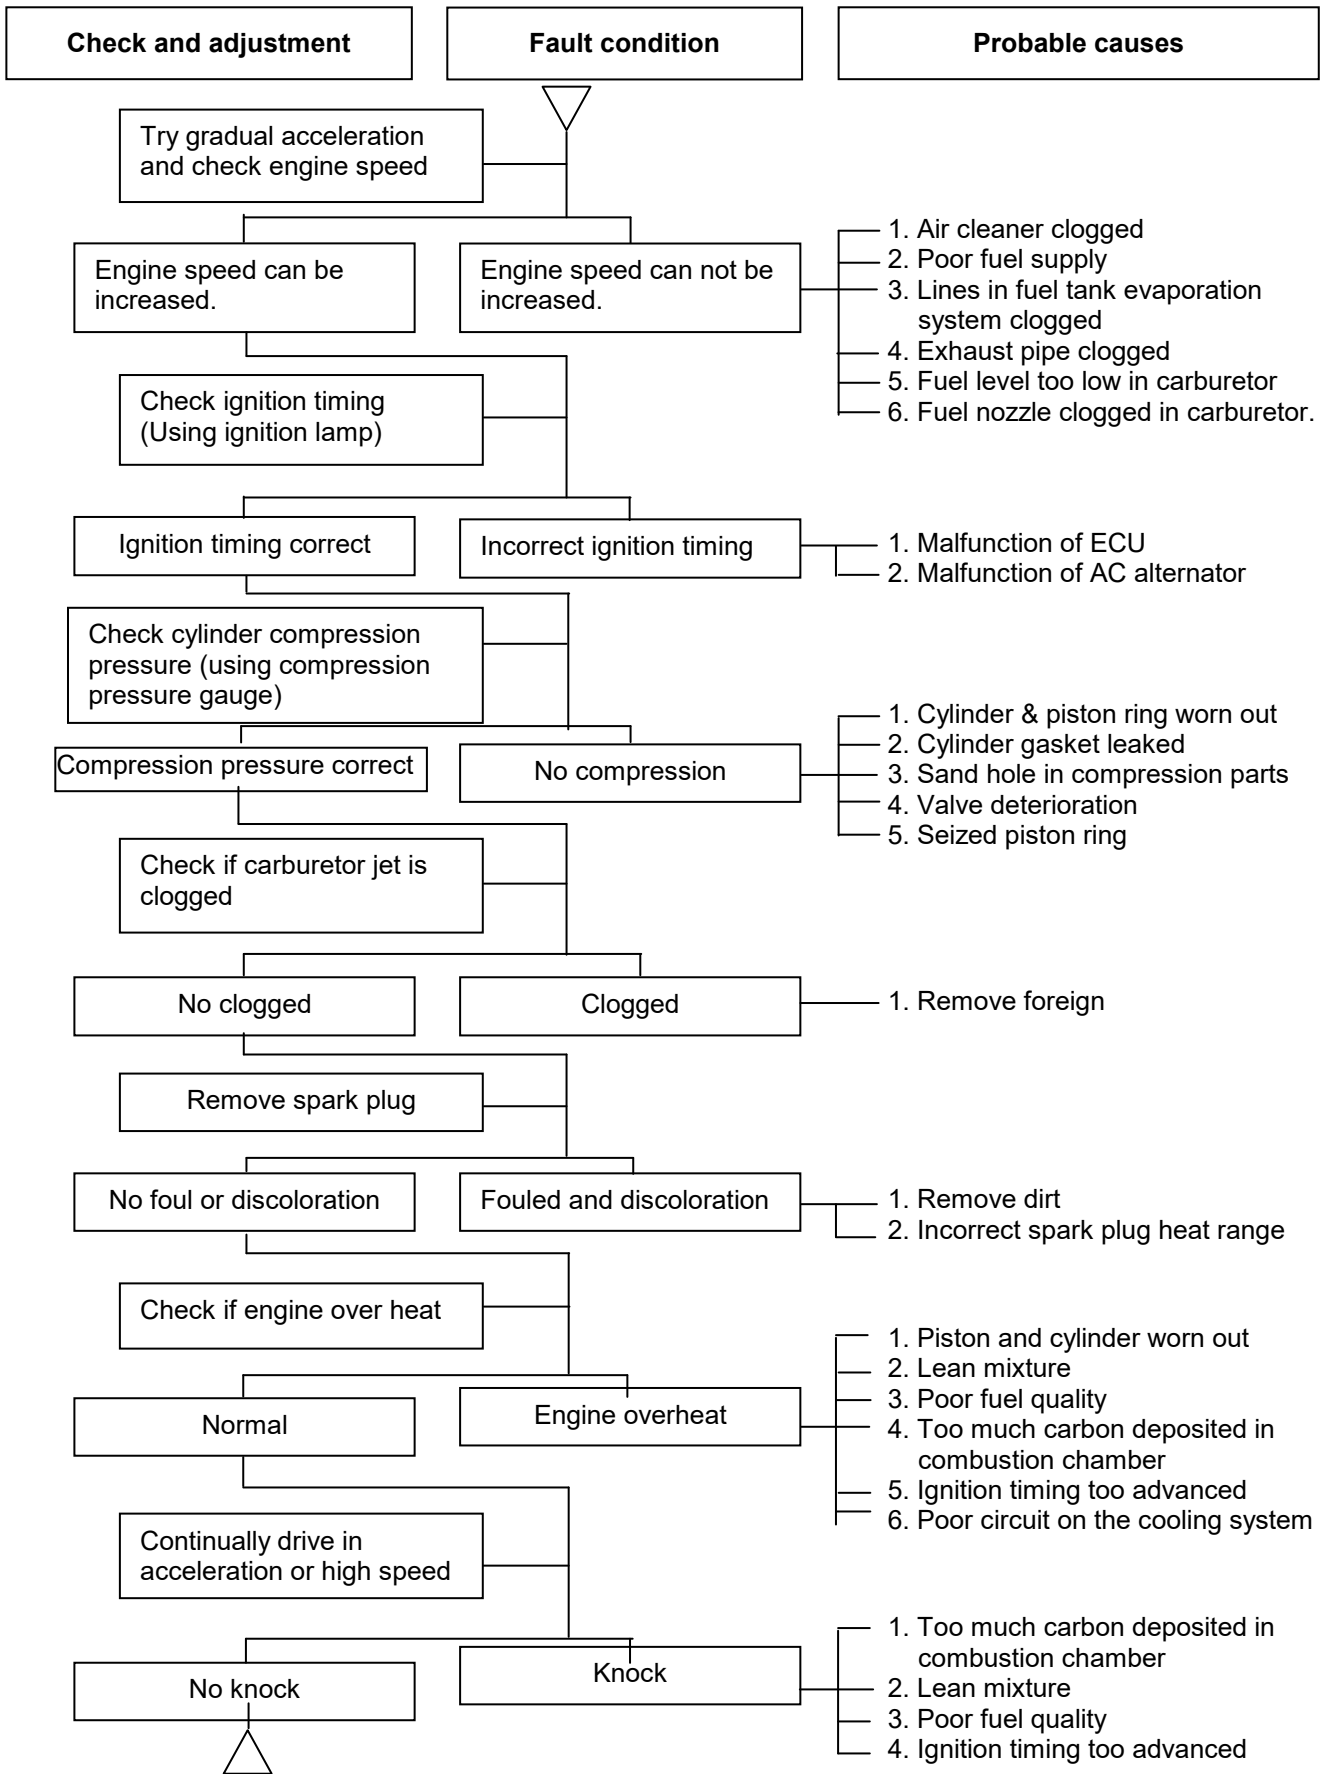 Check and adjustment
Fault condition
Probable causes
Try gradual acceleration
and check engine speed
Engine speed can be
increased.
Engine speed can not be
increased.
1. Air cleaner clogged
2. Poor fuel supply
3. Lines in fuel tank evaporation
system clogged
4. Exhaust pipe clogged
5. Fuel level too low in carburetor
6. Fuel nozzle clogged in carburetor.
Check ignition timing
(Using ignition lamp)
Ignition timing correct
Incorrect ignition timing
1. Malfunction of ECU
2. Malfunction of AC alternator
Check cylinder compression
pressure (using compression
pressure gauge)
Compression pressure correct
No compression
1. Cylinder & piston ring worn out
2. Cylinder gasket leaked
3. Sand hole in compression parts
4. Valve deterioration
5. Seized piston ring
Check if carburetor jet is
clogged
No clogged
Clogged
1. Remove foreign
Remove spark plug
No foul or discoloration
Fouled and discoloration
1. Remove dirt
2. Incorrect spark plug heat range
Check if engine over heat
Normal
Engine overheat
1. Piston and cylinder worn out
2. Lean mixture
3. Poor fuel quality
4. Too much carbon deposited in
combustion chamber
5. Ignition timing too advanced
6. Poor circuit on the cooling system
Continually drive in
acceleration or high speed
No knock
Knock
1. Too much carbon deposited in
combustion chamber
2. Lean mixture
3. Poor fuel quality
4. Ignition timing too advanced